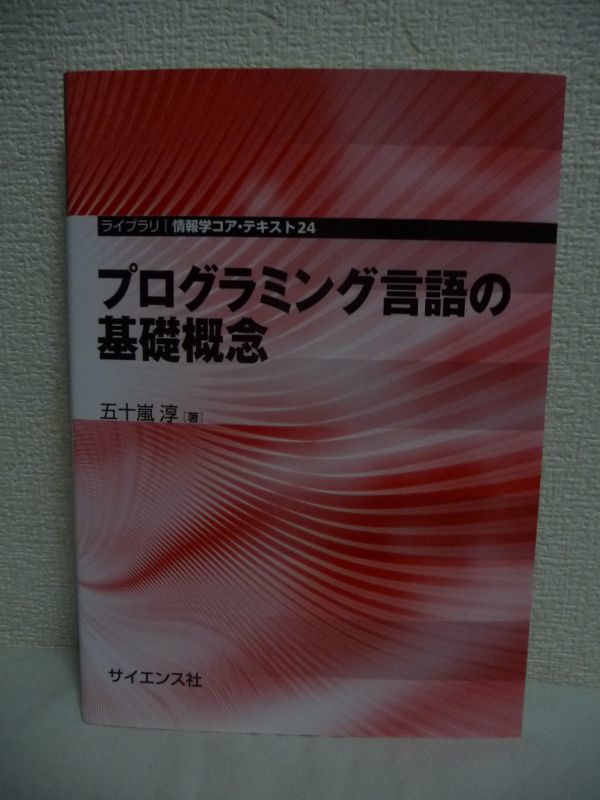 ライブラリ|情報学コア・テキスト24
プログラミング言語の
基礎概念
五十嵐 淳[著]
サイエンス社